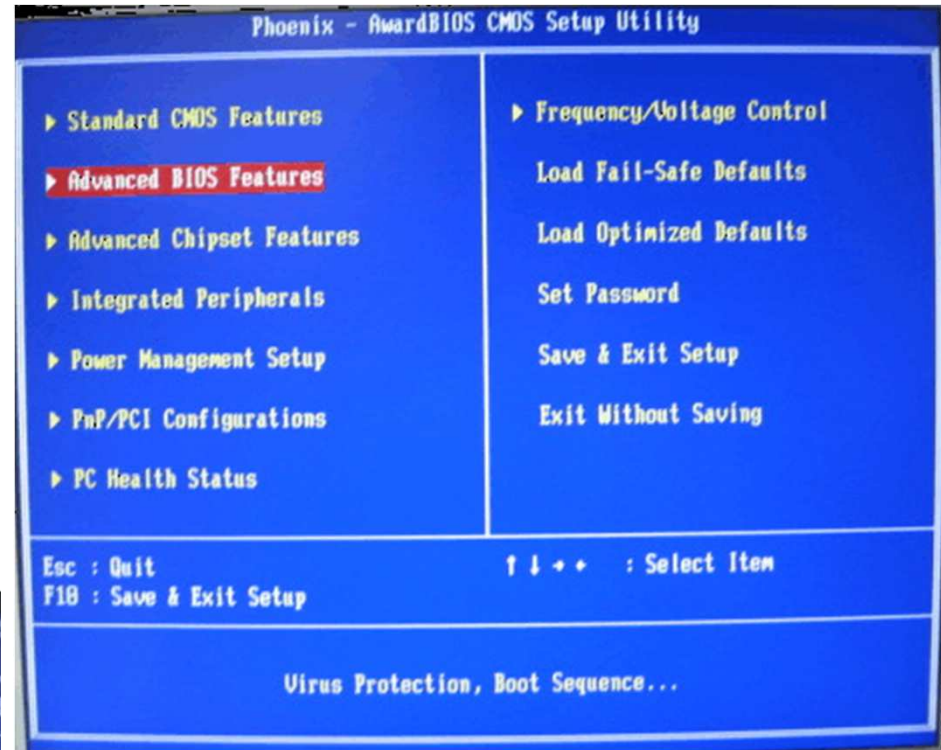 Phoenix - AwardBIOS CMOS Setup Utility
Standard CMOS Features
Advanced BIOS Features
Advanced Chipset Features
Integrated Peripherals
Power Management Setup
PnP/PCI Configurations
PC Health Status
Frequency/Voltage Control
Load Fail-Safe Defaults
Load Optimized Defaults
Set Password
Save & Exit Setup
Exit Without Saving
Esc : Quit
F10 : Save & Exit Setup
↑ ↓ → ← : Select Item
Virus Protection, Boot Sequence...